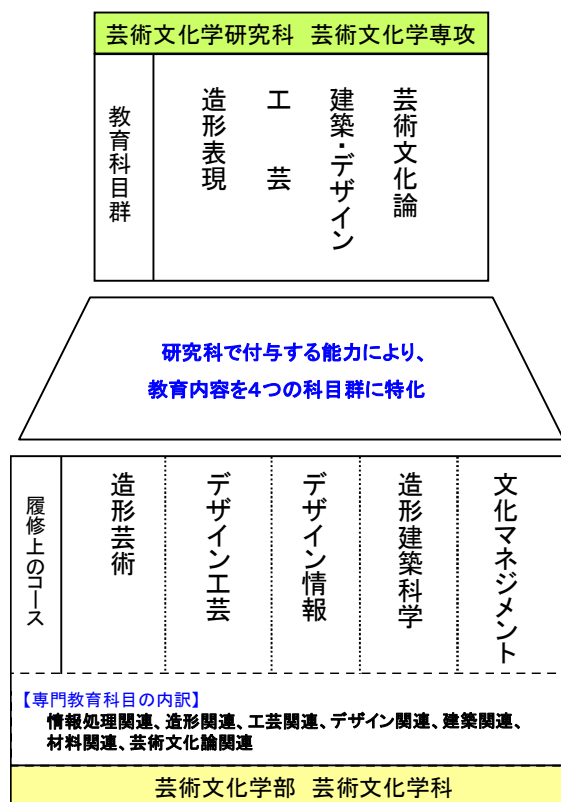 芸術文化学研究科 芸術文化学専攻
教育科目群
造形表現
工芸
建築・デザイン
芸術文化論
研究科で付与する能力により、
教育内容を4つの科目群に特化
履修上のコース
造形芸術
デザイン工芸
デザイン情報
造形建築科学
文化マネジメント
【専門教育科目の内訳】
情報処理関連、造形関連、工芸関連、デザイン関連、建築関連、
材料関連、芸術文化論関連
芸術文化学部 芸術文化学科